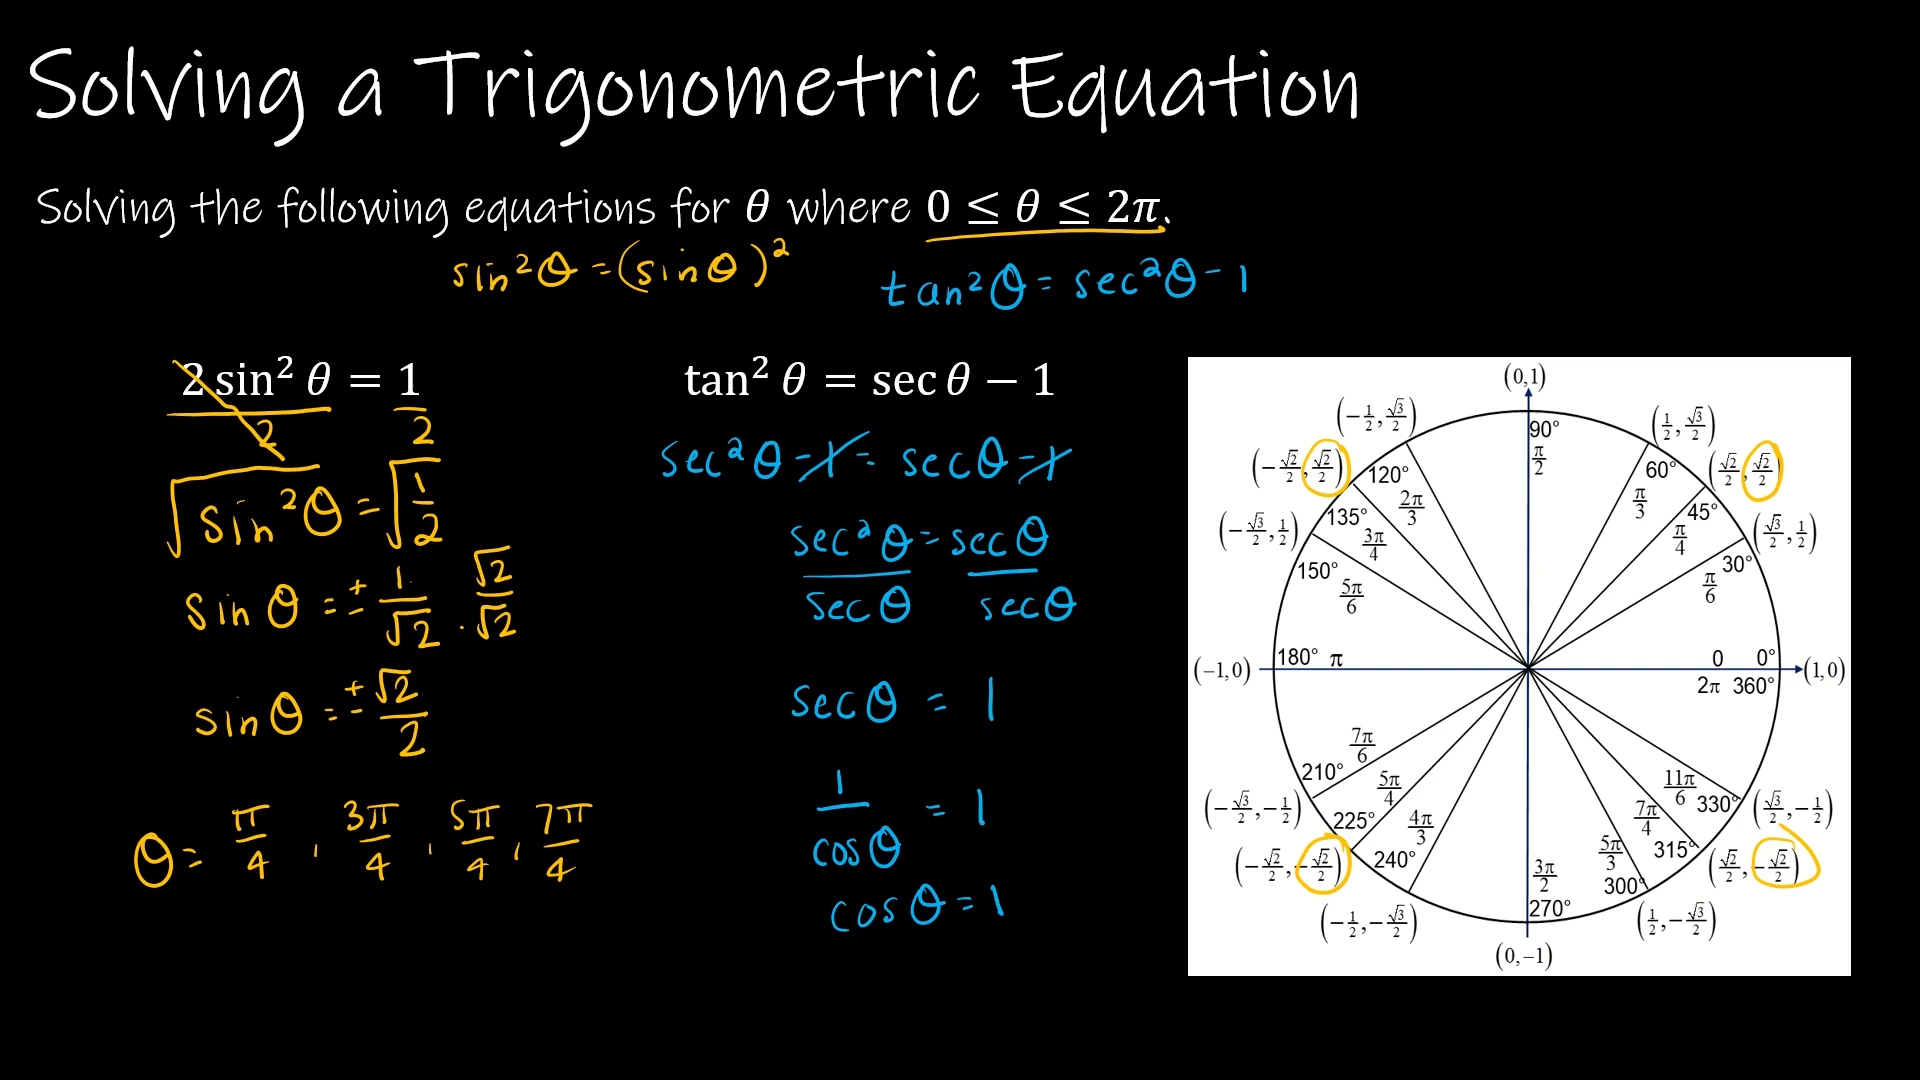 Solving a Trigonometric Equation
Solving the following equations for θ where 0 ≤ θ ≤ 2π.
sin²θ = (sinθ)²
tan²θ = sec²θ - 1
2 sin² θ = 1
2 2
√sin²θ = √1/2
sinθ = ± 1/√2 · √2/√2
sinθ = ± √2/2
θ = π/4 , 3π/4 , 5π/4 , 7π/4
tan² θ = sec θ − 1
sec²θ - 1 = secθ - 1
sec²θ = secθ
secθ secθ
secθ = 1
1/cosθ = 1
cosθ = 1
(0,1)
(−1/2, √3/2) (1/2, √3/2)
90° π/2
(−√2/2, √2/2) 120° 2π/3 60° π/3 (√2/2, √2/2)
(−√3/2, 1/2) 135° 3π/4 45° π/4 (√3/2, 1/2)
150° 5π/6 30° π/6
(−1,0) 180° π 0 0° (1,0)
2π 360°
210° 7π/6 11π/6 330°
(−√3/2, −1/2) 225° 5π/4 7π/4 315° (√3/2, −1/2)
(−√2/2, −√2/2) 240° 4π/3 5π/3 300° (√2/2, −√2/2)
3π/2 270°
(−1/2, −√3/2) (1/2, −√3/2)
(0,−1)